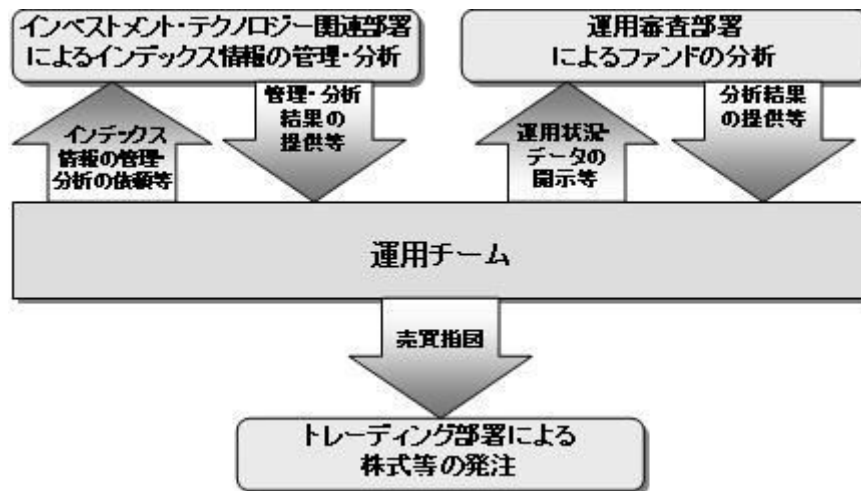 インベストメント・テクノロジー関連部署
によるインデックス情報の管理・分析
運用審査部署
によるファンドの分析
インデックス
情報の管理・
分析の依頼等
管理・分析
結果の
提供等
運用状況・
データの
開示等
分析結果
の提供等
運用チーム
売買指図
トレーディング部署による
株式等の発注